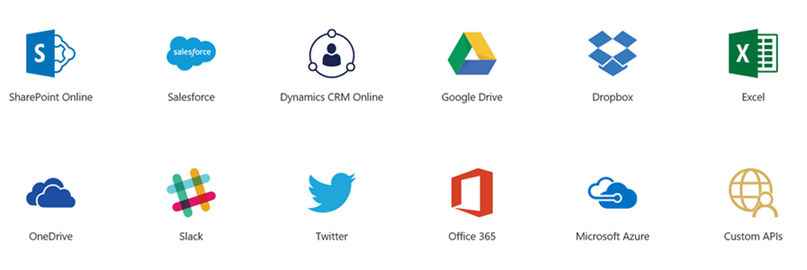 S
salesforce
X
SharePoint Online
Salesforce
Dynamics CRM Online
Google Drive
Dropbox
Excel
OneDrive
Slack
Twitter
Office 365
Microsoft Azure
Custom APIs